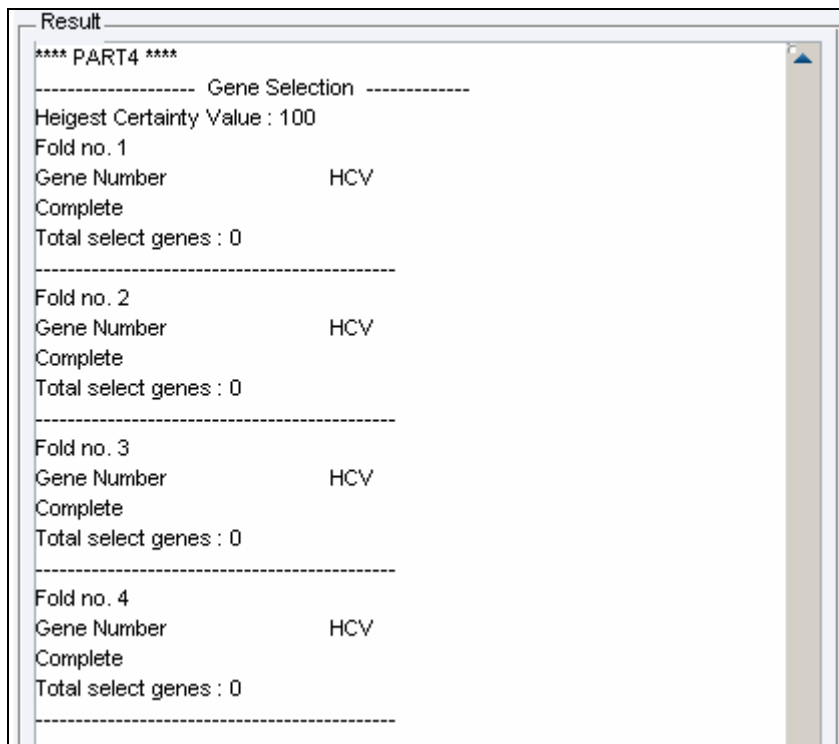 Result
**** PART4 ****
-------------------- Gene Selection -------------
Heigest Certainty Value : 100
Fold no. 1
Gene Number HCV
Complete
Total select genes : 0
---------------------------------------------
Fold no. 2
Gene Number HCV
Complete
Total select genes : 0
---------------------------------------------
Fold no. 3
Gene Number HCV
Complete
Total select genes : 0
---------------------------------------------
Fold no. 4
Gene Number HCV
Complete
Total select genes : 0
---------------------------------------------